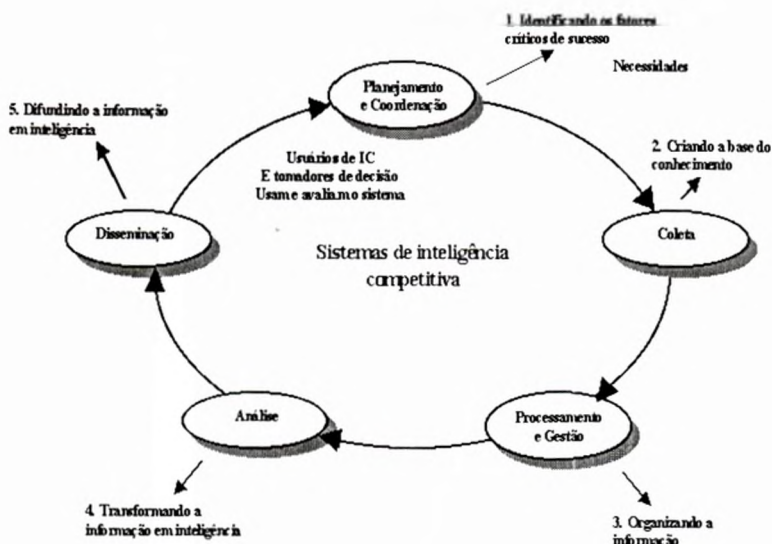 1. Identificando os fatores
críticos de sucesso
Necessidades
Planejamento
e Coordenação
5. Difundindo a informação
em inteligência
Usuários de IC
E tomadores de decisão
Usam e avaliam o sistema
2. Criando a base do
conhecimento
Coleta
Disseminação
Sistemas de inteligência
competitiva
Análise
Processamento
e Gestão
4. Transformando a
informação em inteligência
3. Organizando a
informação